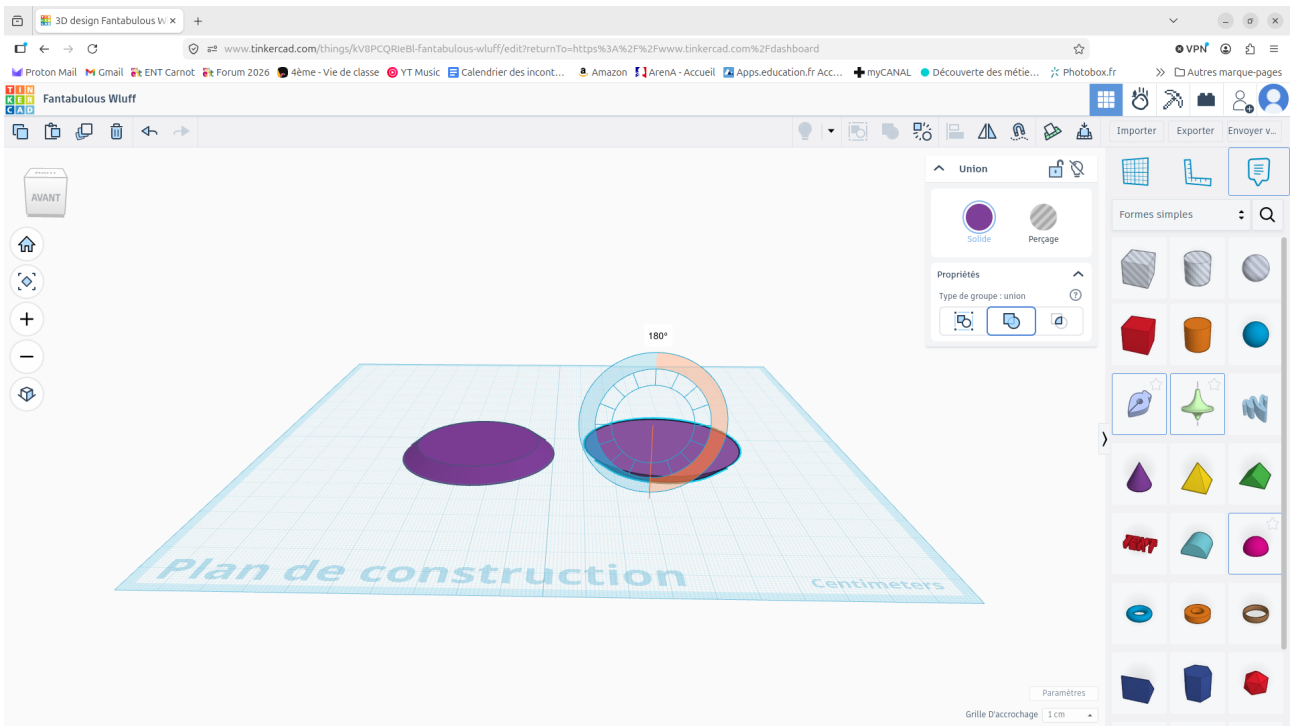 3D design Fantabulous W
www.tinkercad.com/things/kV8PCQRIeBl-fantabulous-wluff/edit?returnTo=https%3A%2F%2Fwww.tinkercad.com%2Fdashboard
VPN
Proton Mail Gmail ENT Carnot Forum 2026 4ème - Vie de classe YT Music Calendrier des incont... Amazon ArenA - Accueil Apps.education.fr Acc... myCANAL Découverte des métie... Photobox.fr Autres marque-pages
TIN
KER
CAD
Fantabulous Wluff
Importer Exporter Envoyer v...
AVANT
Union
Solide Perçage
Propriétés
Type de groupe : union
Formes simples
180°
TEXT
Plan de construction
Centimeters
Paramètres
Grille D'accrochage 1 cm